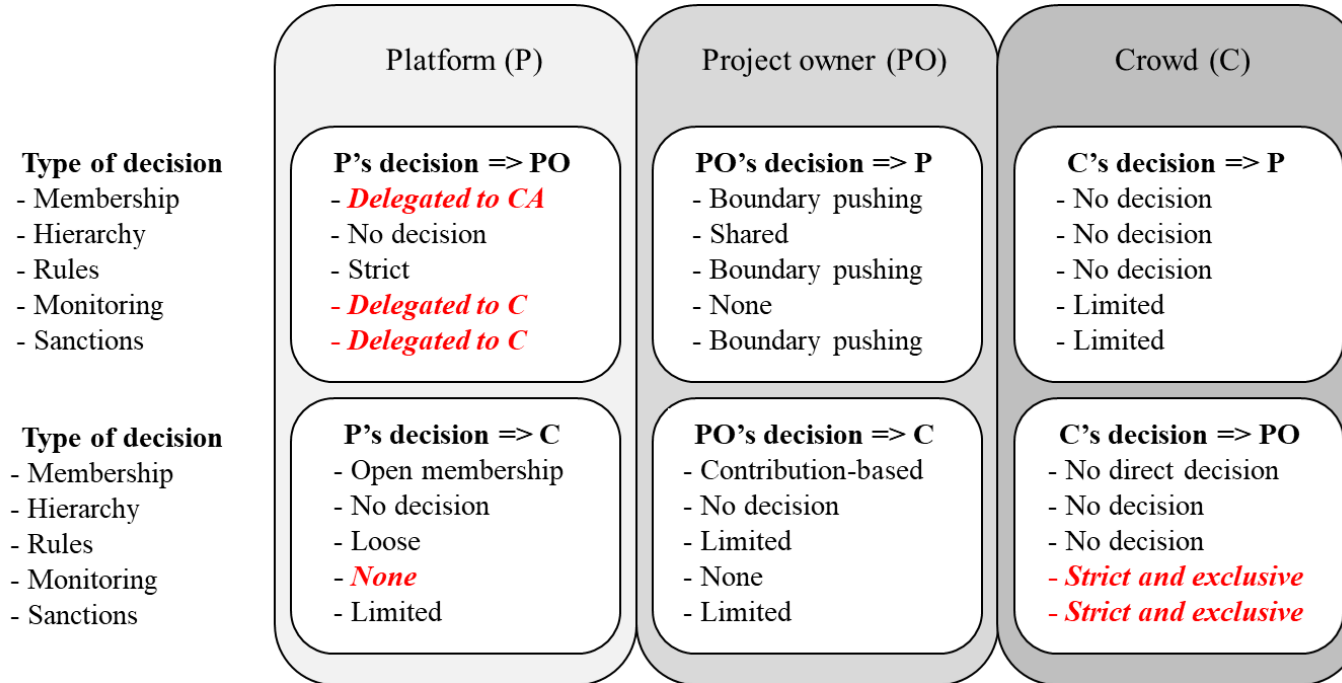 Platform (P)
Project owner (PO)
Crowd (C)
Type of decision
- Membership
- Hierarchy
- Rules
- Monitoring
- Sanctions
P's decision => PO
- Delegated to CA
- No decision
- Strict
- Delegated to C
- Delegated to C
PO's decision => P
- Boundary pushing
- Shared
- Boundary pushing
- None
- Boundary pushing
C's decision => P
- No decision
- No decision
- No decision
- Limited
- Limited
Type of decision
- Membership
- Hierarchy
- Rules
- Monitoring
- Sanctions
P's decision => C
- Open membership
- No decision
- Loose
- None
- Limited
PO's decision => C
- Contribution-based
- No decision
- Limited
- None
- Limited
C's decision => PO
- No direct decision
- No decision
- No decision
- Strict and exclusive
- Strict and exclusive